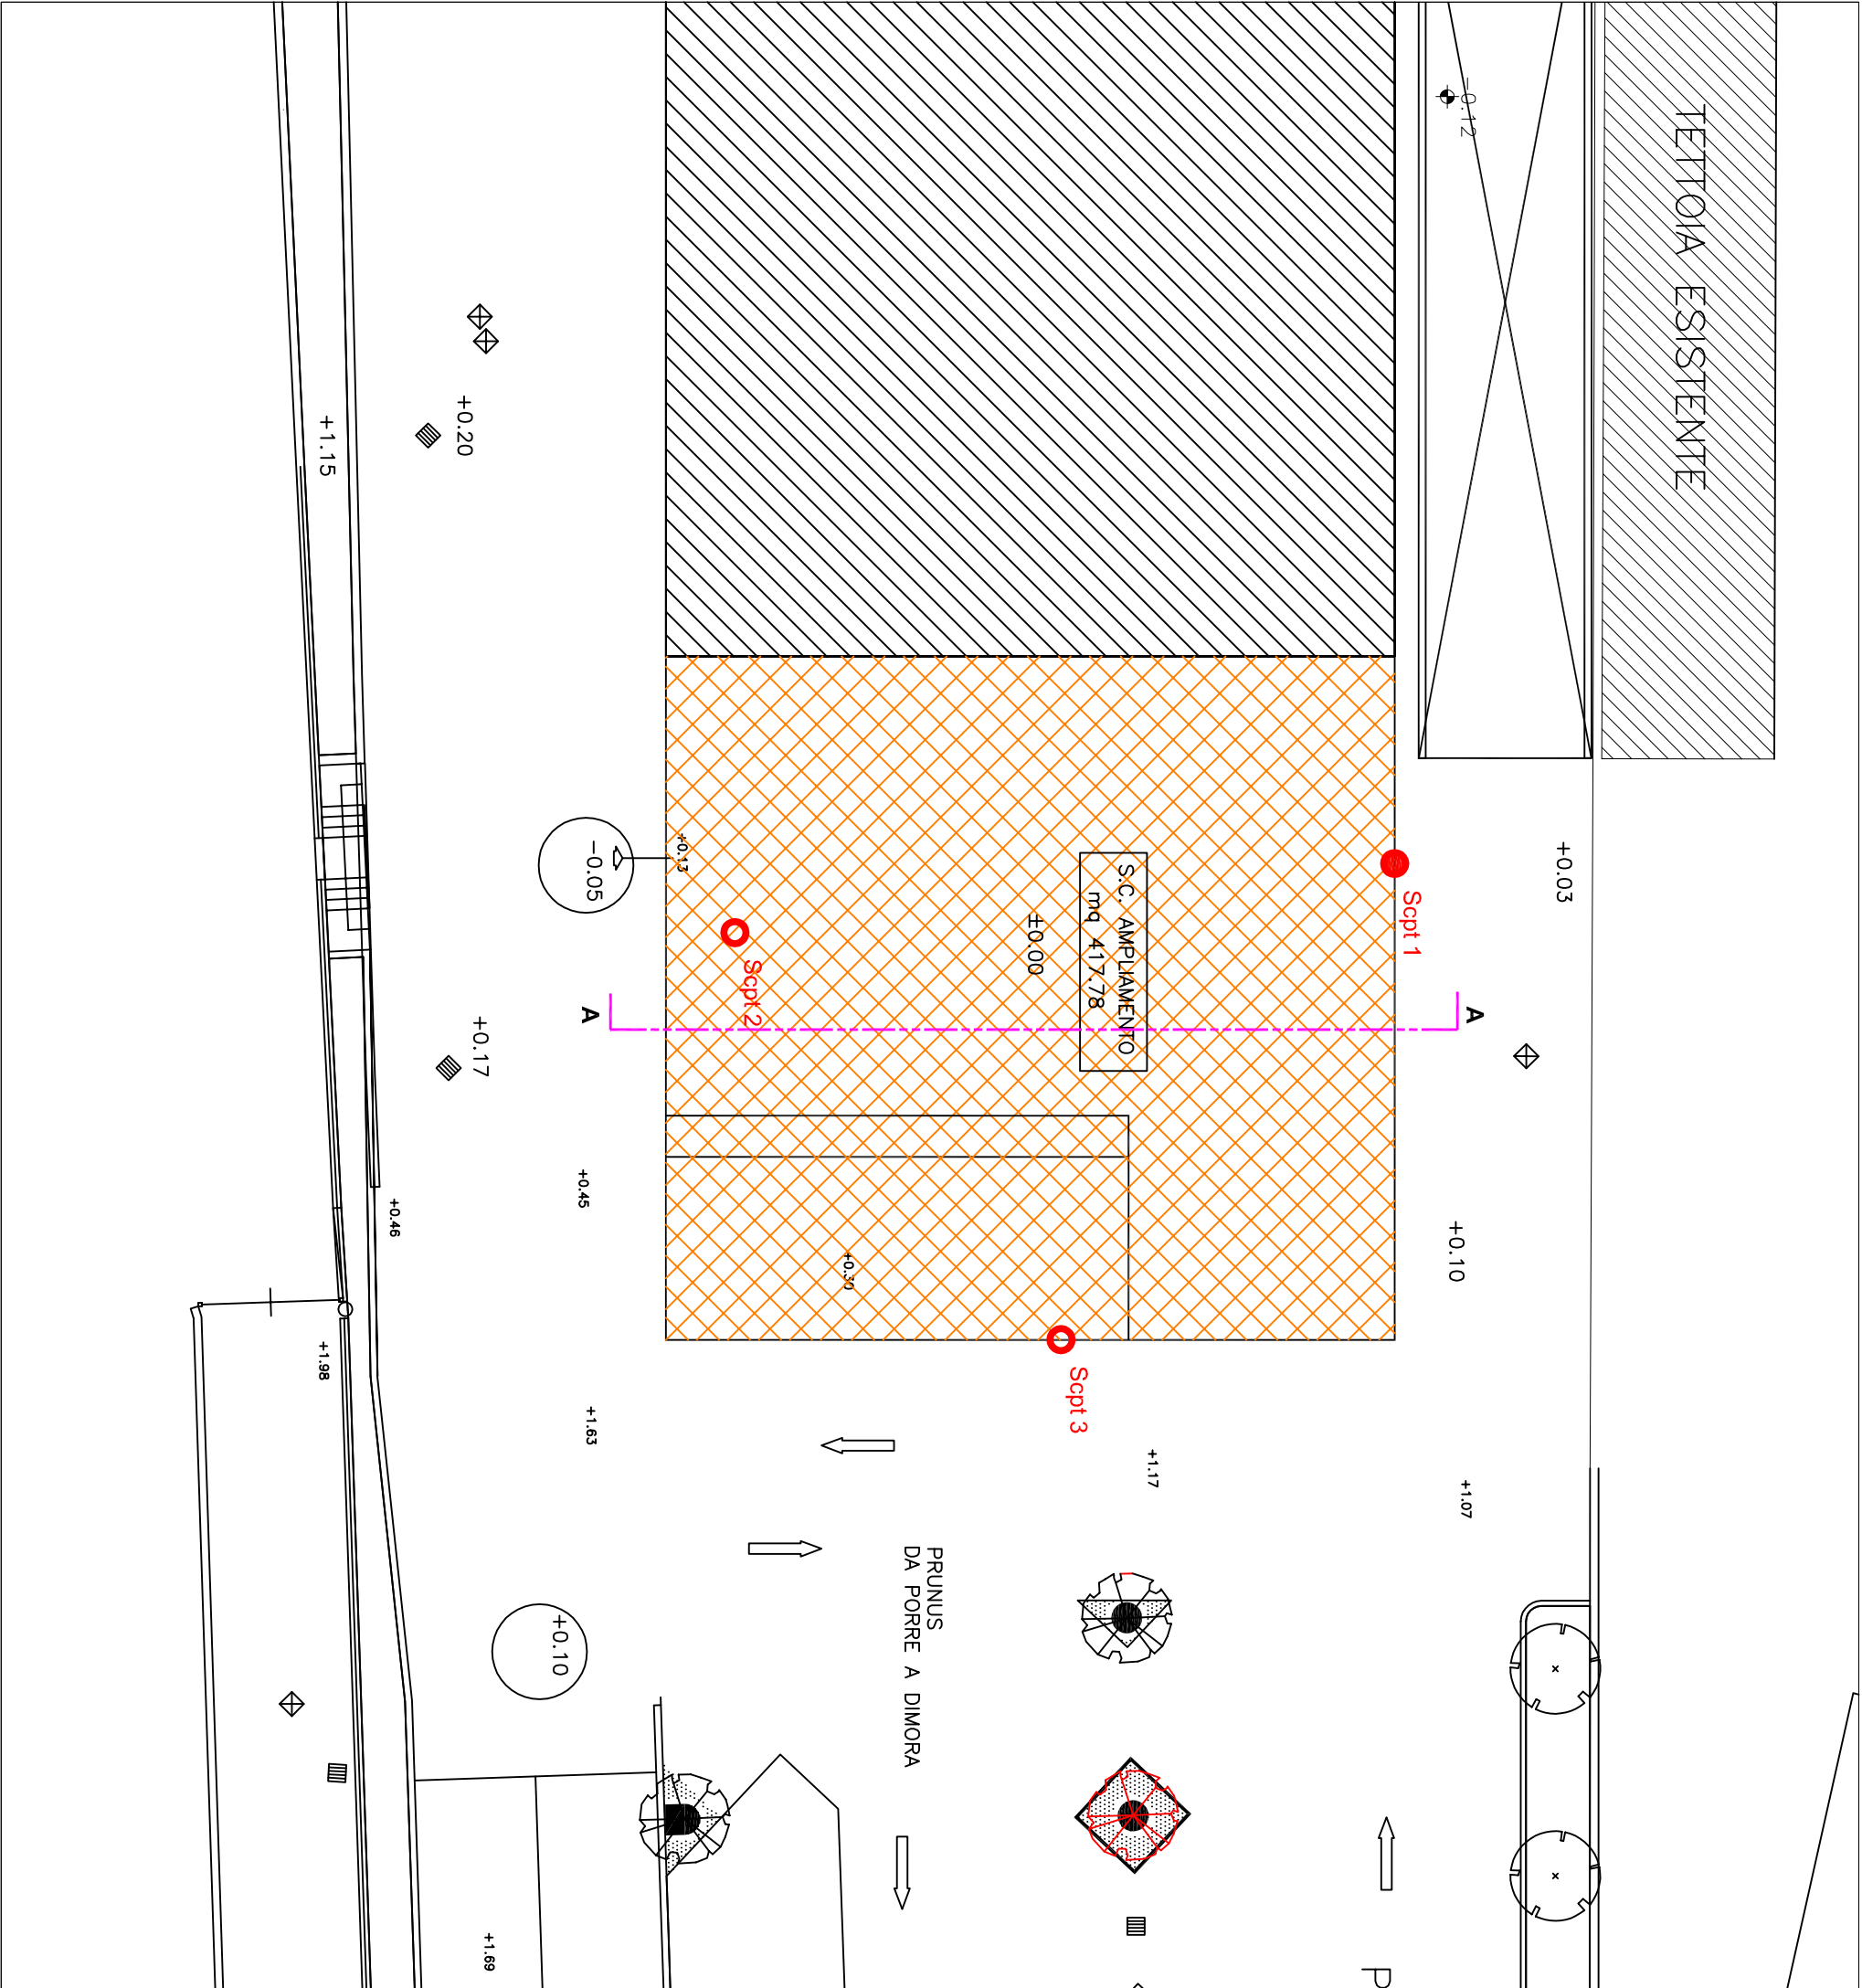 TETTOIA ESISTENTE
-0.12
+0.03
Scpt 1
A
+0.10
+1.07
P
S.C. AMPLIAMENTO
mq 417.78
±0.00
Scpt 3
+1.17
PRUNUS
DA PORRE A DIMORA
+0.30
Scpt 2
+0.13
-0.05
A
+0.45
+1.63
+0.10
+0.20
+0.17
+1.69
+0.46
+1.15
+1.98